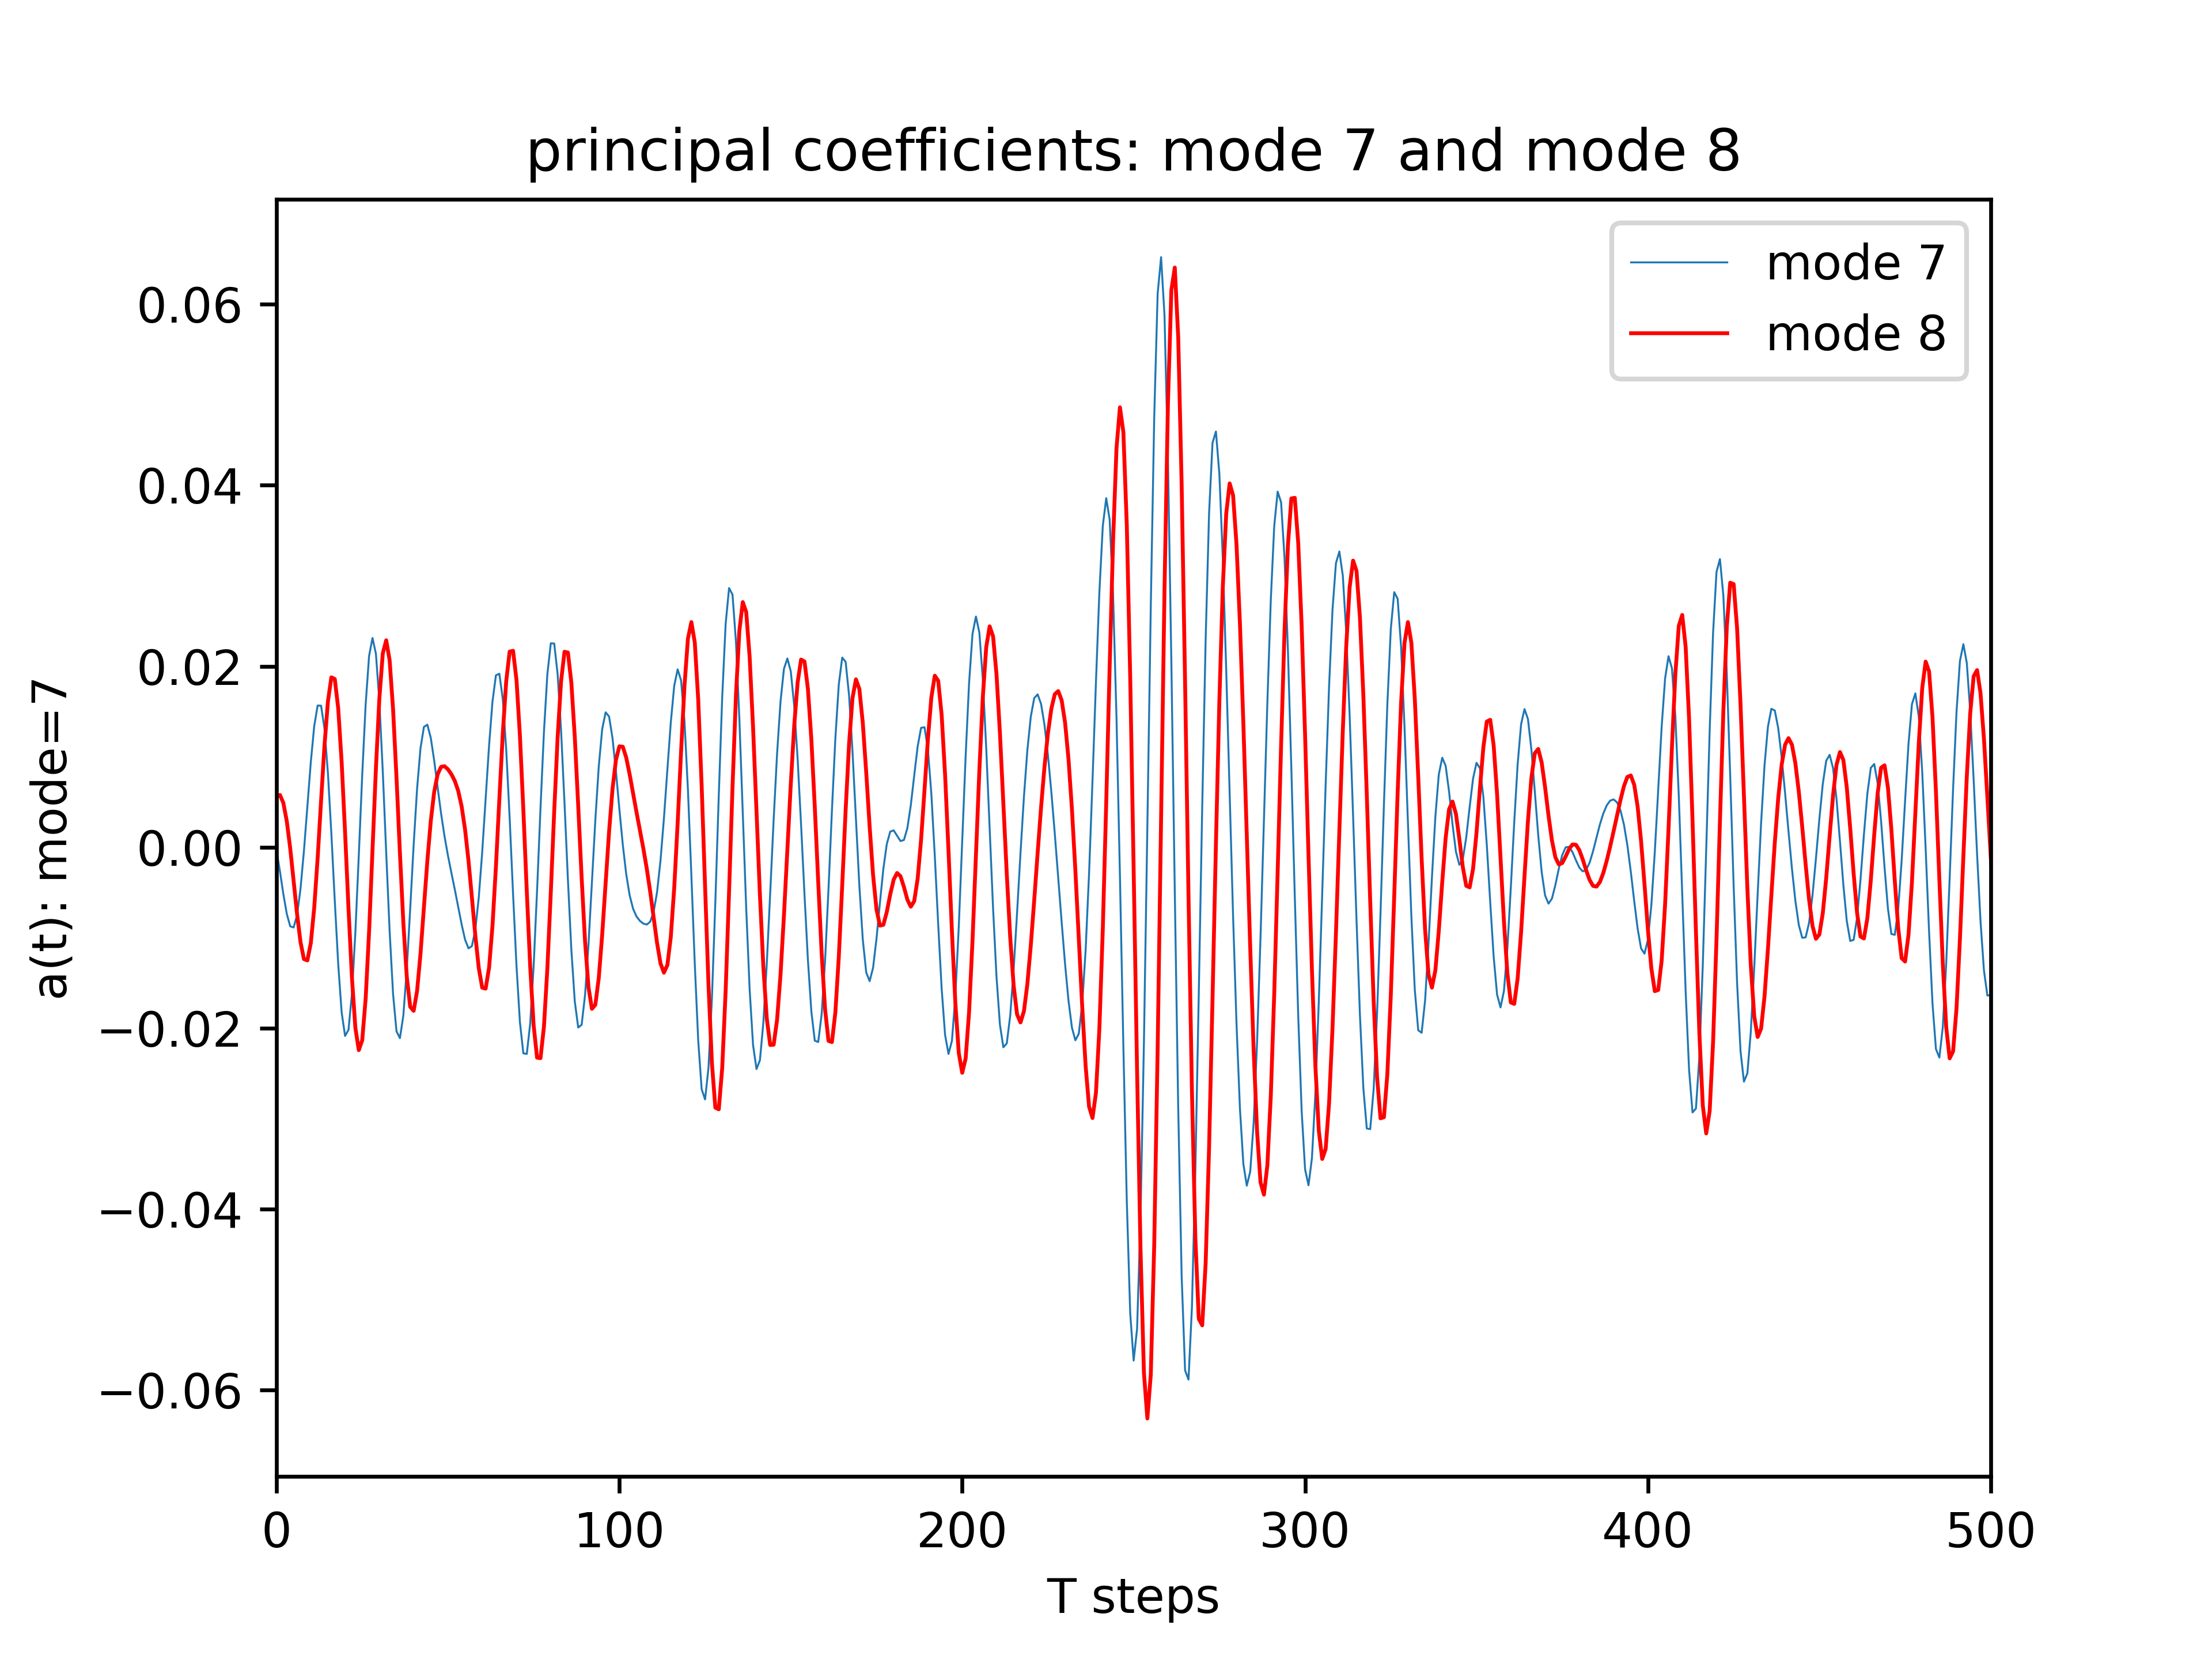 principal coefficients: mode 7 and mode 8
mode 7
mode 8
0.06
0.04
0.02
0.00
−0.02
−0.04
−0.06
a(t): mode=7
0 100 200 300 400 500
T steps